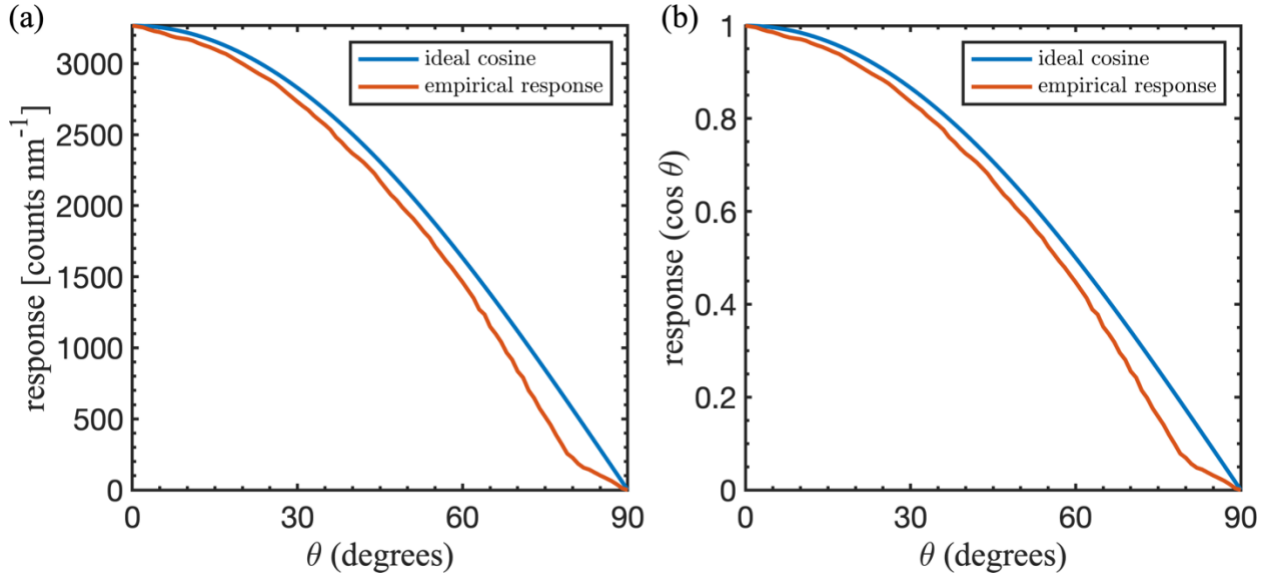 (a)
response [counts nm⁻¹]
3000
2500
2000
1500
1000
500
0
ideal cosine
empirical response
0 30 60 90
θ (degrees)
(b)
response (cos θ)
1
0.8
0.6
0.4
0.2
0
ideal cosine
empirical response
0 30 60 90
θ (degrees)